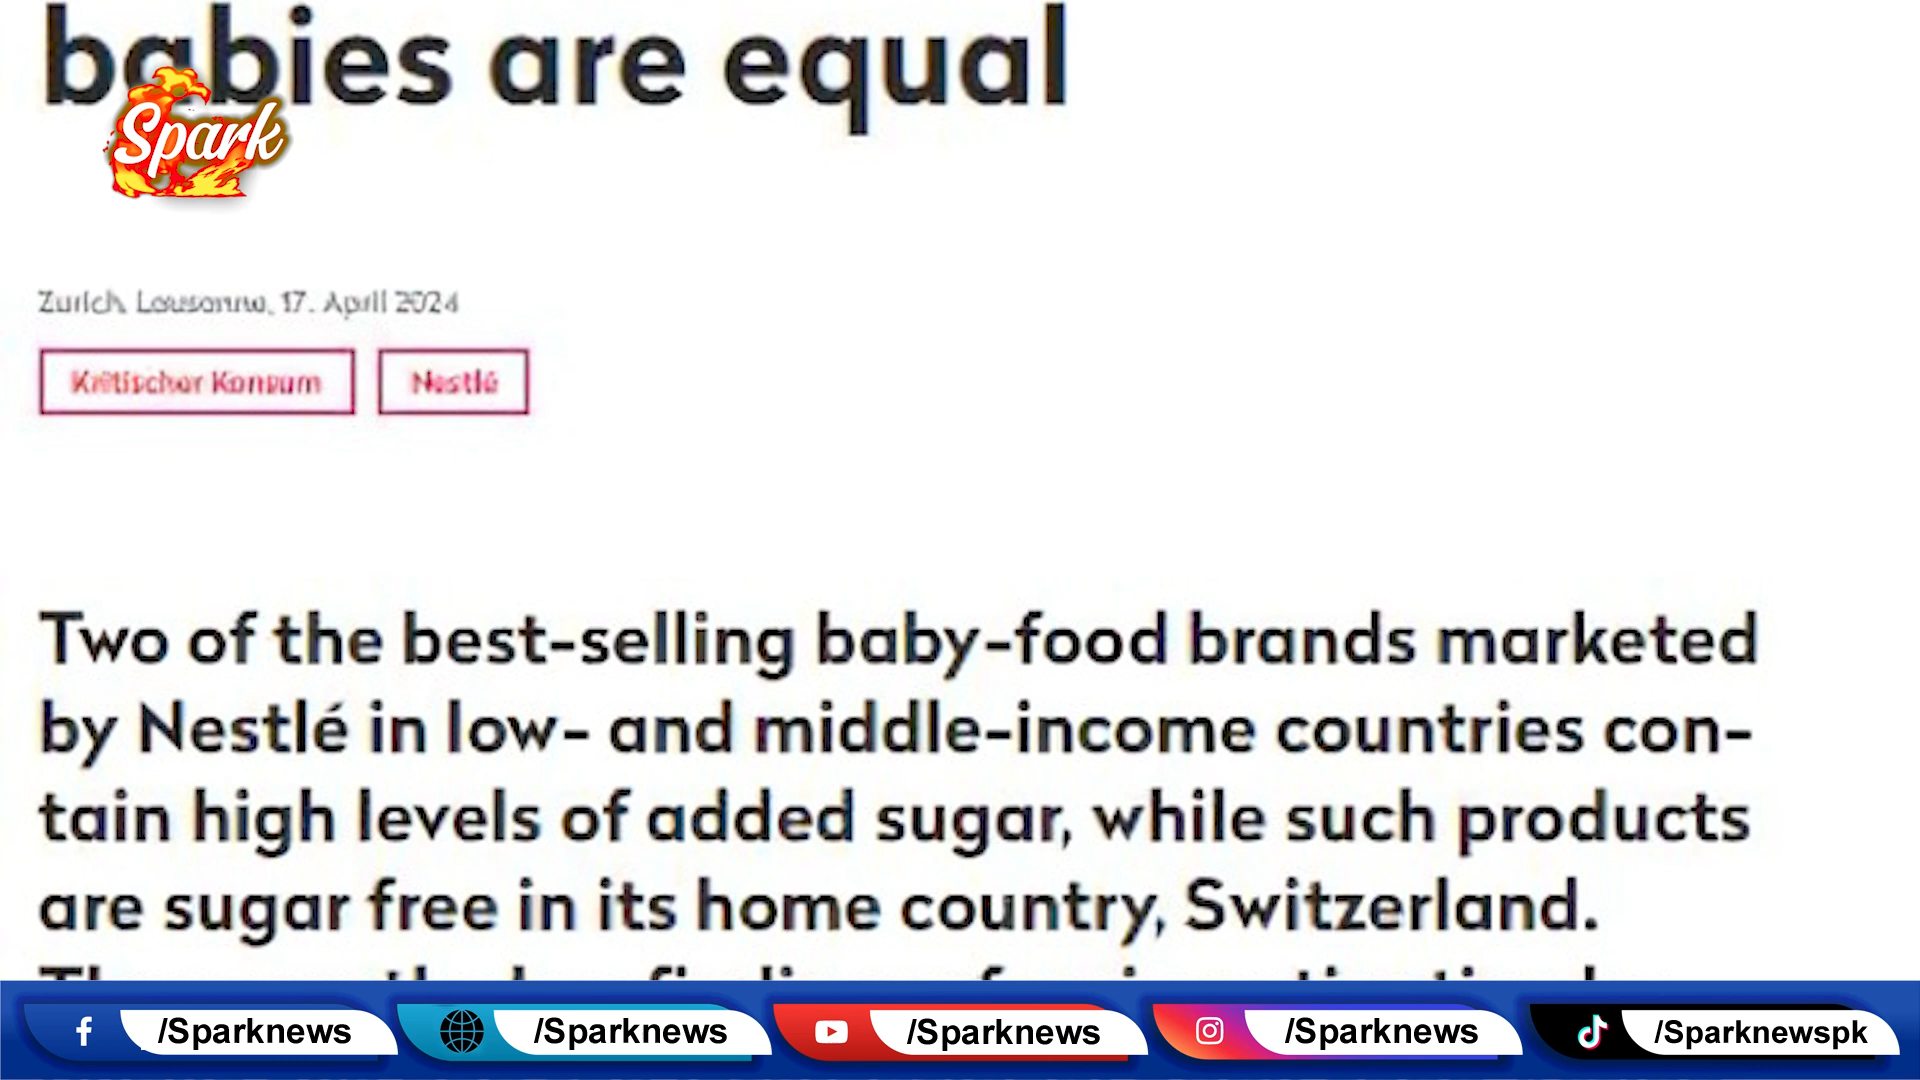 babies are equal
Spark
Zurich, Lausanne, 17. April 2024
Kritischer Konsum
Nestlé
Two of the best-selling baby-food brands marketed
by Nestlé in low- and middle-income countries con-
tain high levels of added sugar, while such products
are sugar free in its home country, Switzerland.
/Sparknews
/Sparknews
/Sparknews
/Sparknews
/Sparknewspk